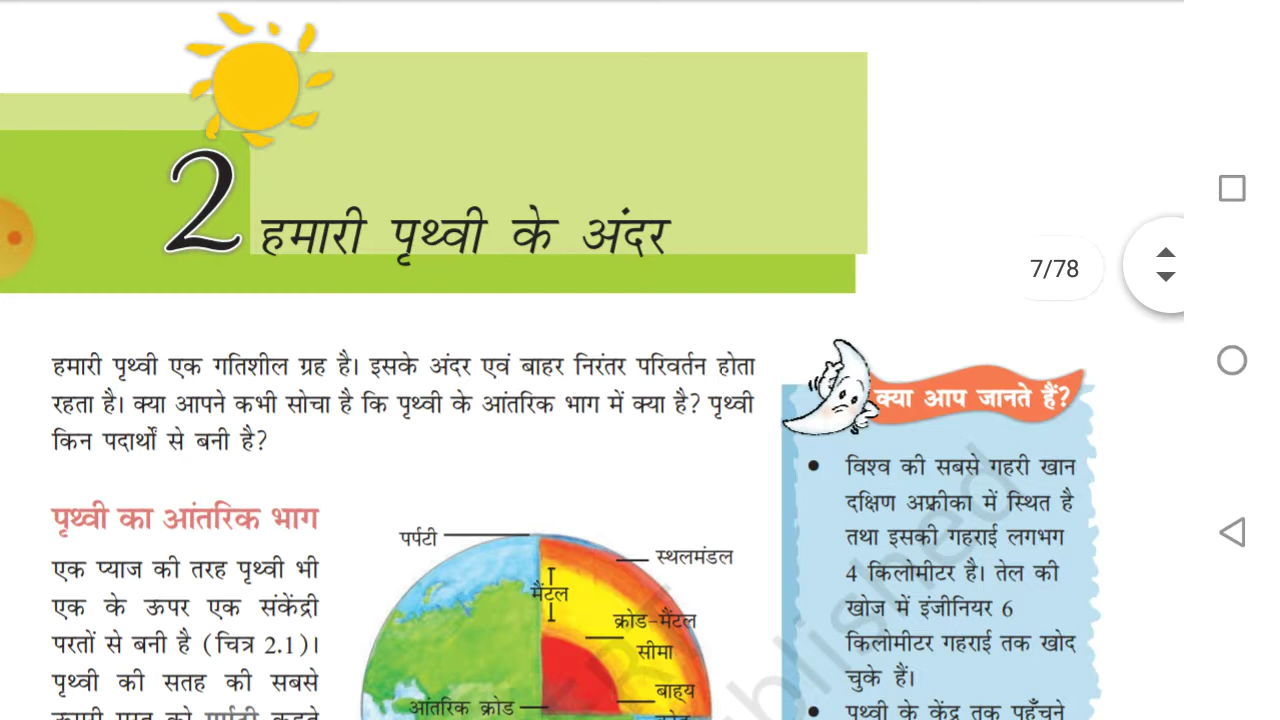 2 हमारी पृथ्वी के अंदर
7/78
हमारी पृथ्वी एक गतिशील ग्रह है। इसके अंदर एवं बाहर निरंतर परिवर्तन होता
रहता है। क्या आपने कभी सोचा है कि पृथ्वी के आंतरिक भाग में क्या है? पृथ्वी
किन पदार्थों से बनी है?
पृथ्वी का आंतरिक भाग
एक प्याज की तरह पृथ्वी भी
एक के ऊपर एक संकेंद्री
परतों से बनी है (चित्र 2.1)।
पृथ्वी की सतह की सबसे
पर्पटी
स्थलमंडल
मैंटल
क्रोड-मैंटल
सीमा
बाह्य
आंतरिक क्रोड
क्या आप जानते हैं?
● विश्व की सबसे गहरी खान
दक्षिण अफ़्रीका में स्थित है
तथा इसकी गहराई लगभग
4 किलोमीटर है। तेल की
खोज में इंजीनियर 6
किलोमीटर गहराई तक खोद
चुके हैं।
● पृथ्वी के केंद्र तक पहुँचने